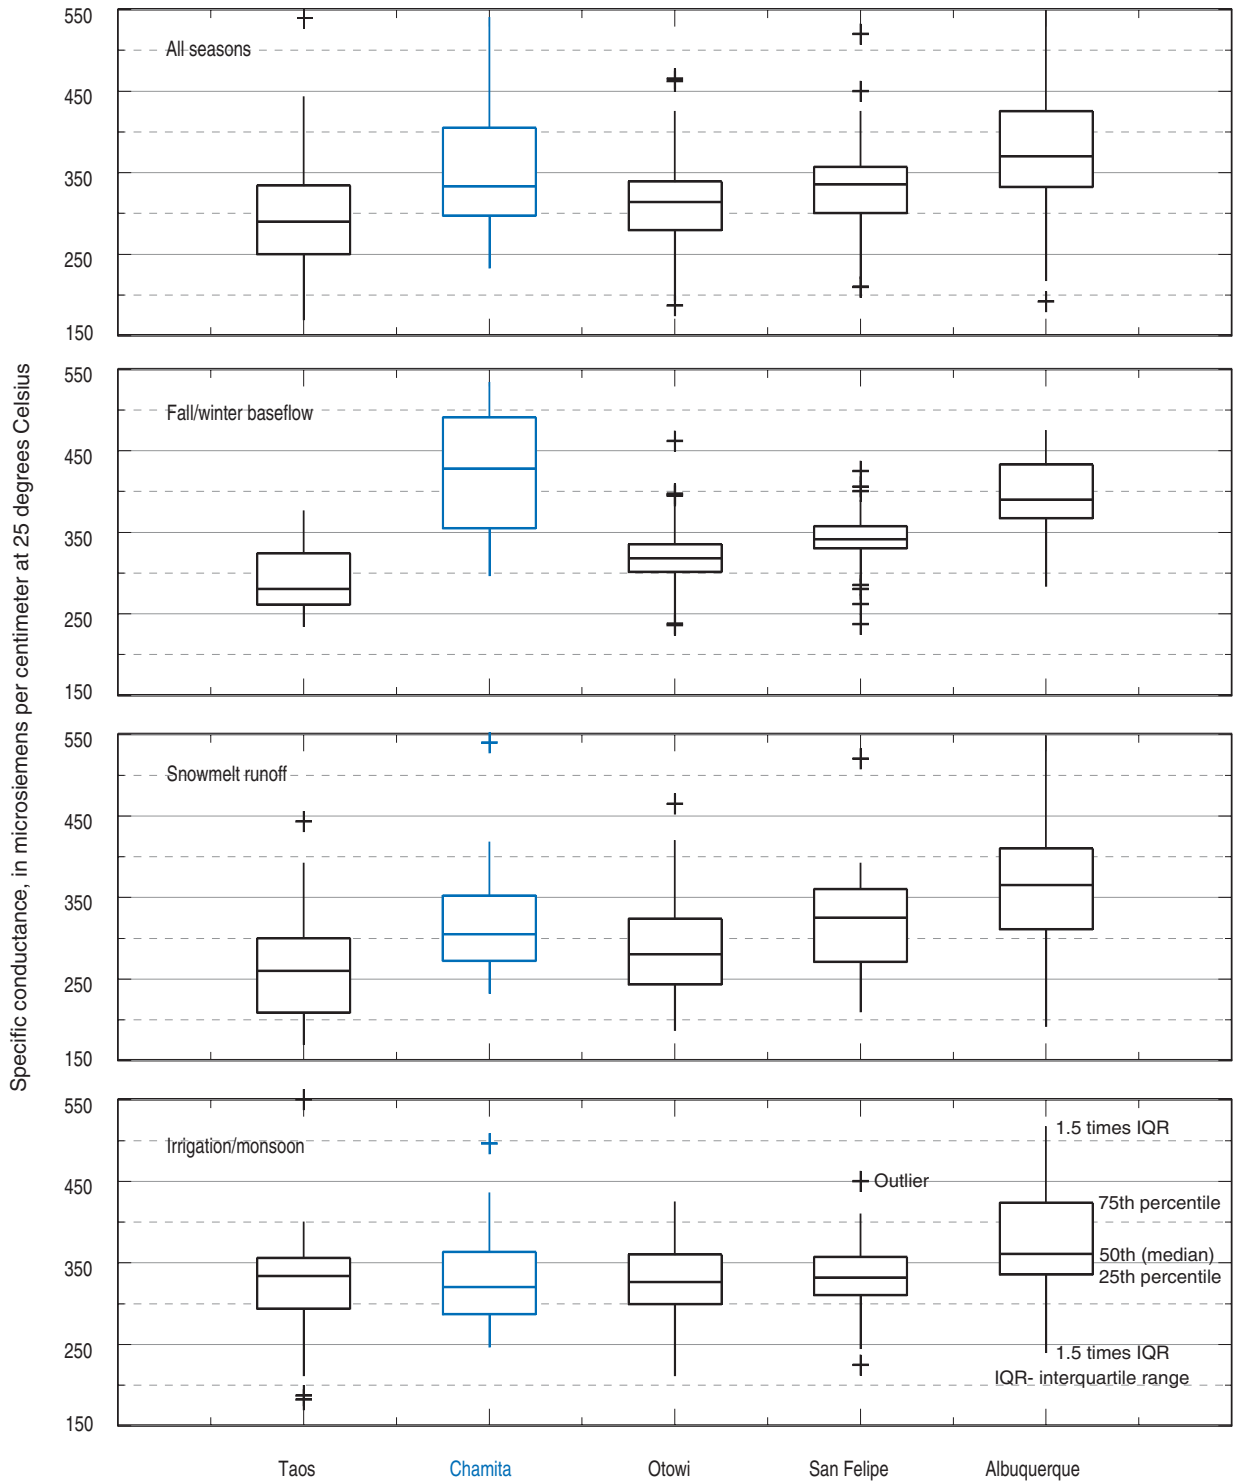 Specific conductance, in microsiemens per centimeter at 25 degrees Celsius
550
450
350
250
150
All seasons
550
450
350
250
150
Fall/winter baseflow
550
450
350
250
150
Snowmelt runoff
550
450
350
250
150
Irrigation/monsoon
Outlier
1.5 times IQR
75th percentile
50th (median)
25th percentile
1.5 times IQR
IQR- interquartile range
Taos Chamita Otowi San Felipe Albuquerque